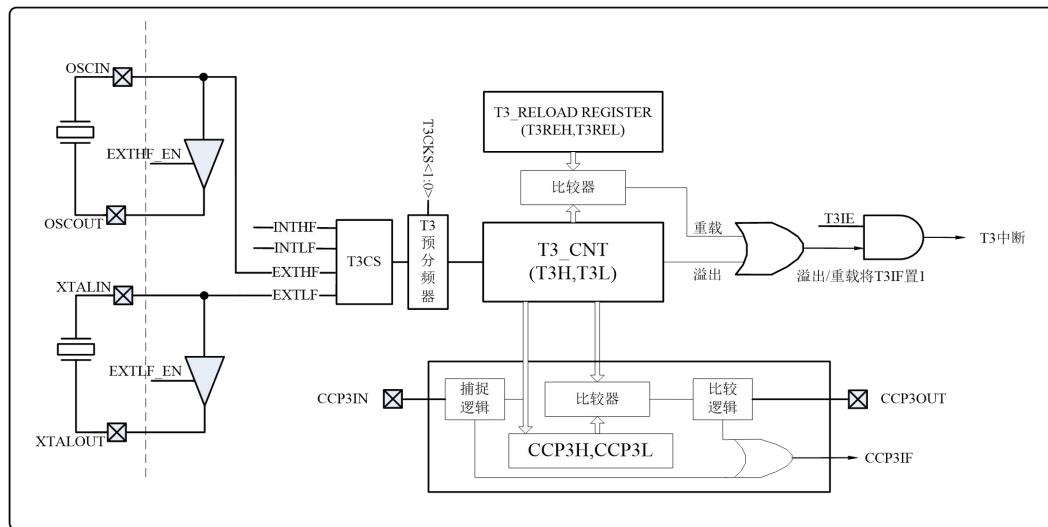 OSCIN
EXTHF_EN
OSCOUT
XTALIN
EXTLF_EN
XTALOUT
INTHF
INTLF
EXTHF
EXTLF
T3CS
T3CKS<1:0>
T3
预
分
频
器
T3_RELOAD REGISTER
(T3REH,T3REL)
比较器
T3_CNT
(T3H,T3L)
重载
溢出
T3IE
T3中断
溢出/重载将T3IF置1
CCP3IN
捕捉
逻辑
比较器
比较
逻辑
CCP3OUT
CCP3H,CCP3L
CCP3IF